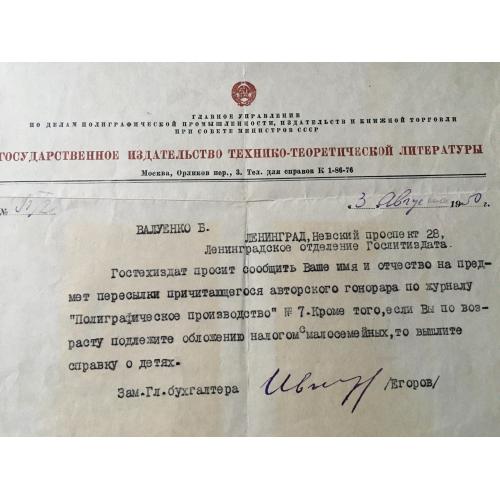 ГЛАВНОЕ УПРАВЛЕНИЕ
ПО ДЕЛАМ ПОЛИГРАФИЧЕСКОЙ ПРОМЫШЛЕННОСТИ, ИЗДАТЕЛЬСТВ И КНИЖНОЙ ТОРГОВЛИ
ПРИ СОВЕТЕ МИНИСТРОВ СССР
ГОСУДАРСТВЕННОЕ ИЗДАТЕЛЬСТВО ТЕХНИКО-ТЕОРЕТИЧЕСКОЙ ЛИТЕРАТУРЫ
Москва, Орликов пер., 3. Тел. для справок К 1-86-76
№
„3 Августа 1950 г.
ВАЛУЕНКО Б.
ЛЕНИНГРАД, Невский проспект 28,
Ленинградское отделение Гослитиздата.
Гостехиздат просит сообщить Ваше имя и отчество на пред-
мет пересылки причитающегося авторского гонорара по журналу
"Полиграфическое производство" № 7.Кроме того,если Вы по воз-
расту подлежите обложению налогом с малосемейных,то вышлите
справку о детях.
Зам.Гл.бухгалтера /Егоров/